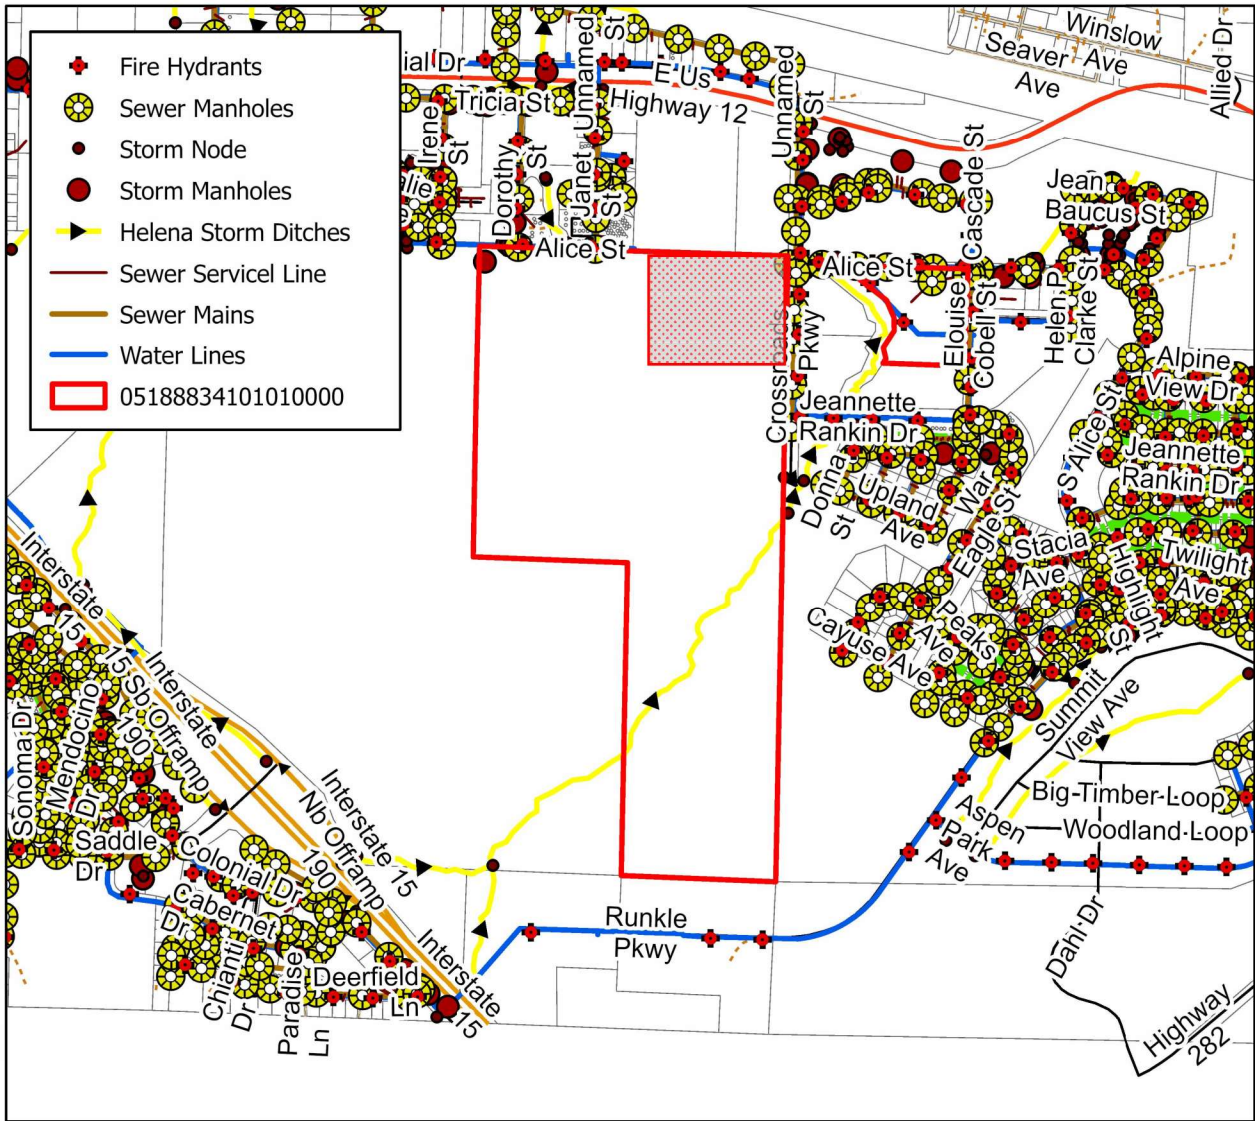 Fire Hydrants
Sewer Manholes
Storm Node
Storm Manholes
Helena Storm Ditches
Sewer Servicel Line
Sewer Mains
Water Lines
05188834101010000
ial Dr
Tricia St
Irene
St
Dorothy
St
Janet
St
Unnamed
St
E Us
Highway 12
Unnamed
St
Winslow
Ave
Seaver
Ave
Allied Dr
alie
e
Alice St
Alice St
Cascade St
Jean
Baucus St
Elouise
Cobell St
Helen P
Clarke St
Crossroads
Pkwy
Jeannette
Rankin Dr
Alpine
View Dr
S Alice St
Jeannette
Rankin Dr
Donna
St
Upland
Ave
War
Eagle St
Stacia
Ave
Highlight
St
Twilight
Ave
Peaks
Ave
Cayuse Ave
Summit
View Ave
Big Timber Loop
Woodland Loop
Aspen
Park
Ave
Dahl Dr
Highway
282
Runkle
Pkwy
Interstate
15
Interstate
15 Sb Offramp
190
Interstate
15
Nb Offramp
190
Interstate
15
Sonoma Dr
Mendocino
Dr
Saddle
Dr
Colonial Dr
Cabernet
Dr
Chianti
Dr
Paradise
Ln
Deerfield
Ln